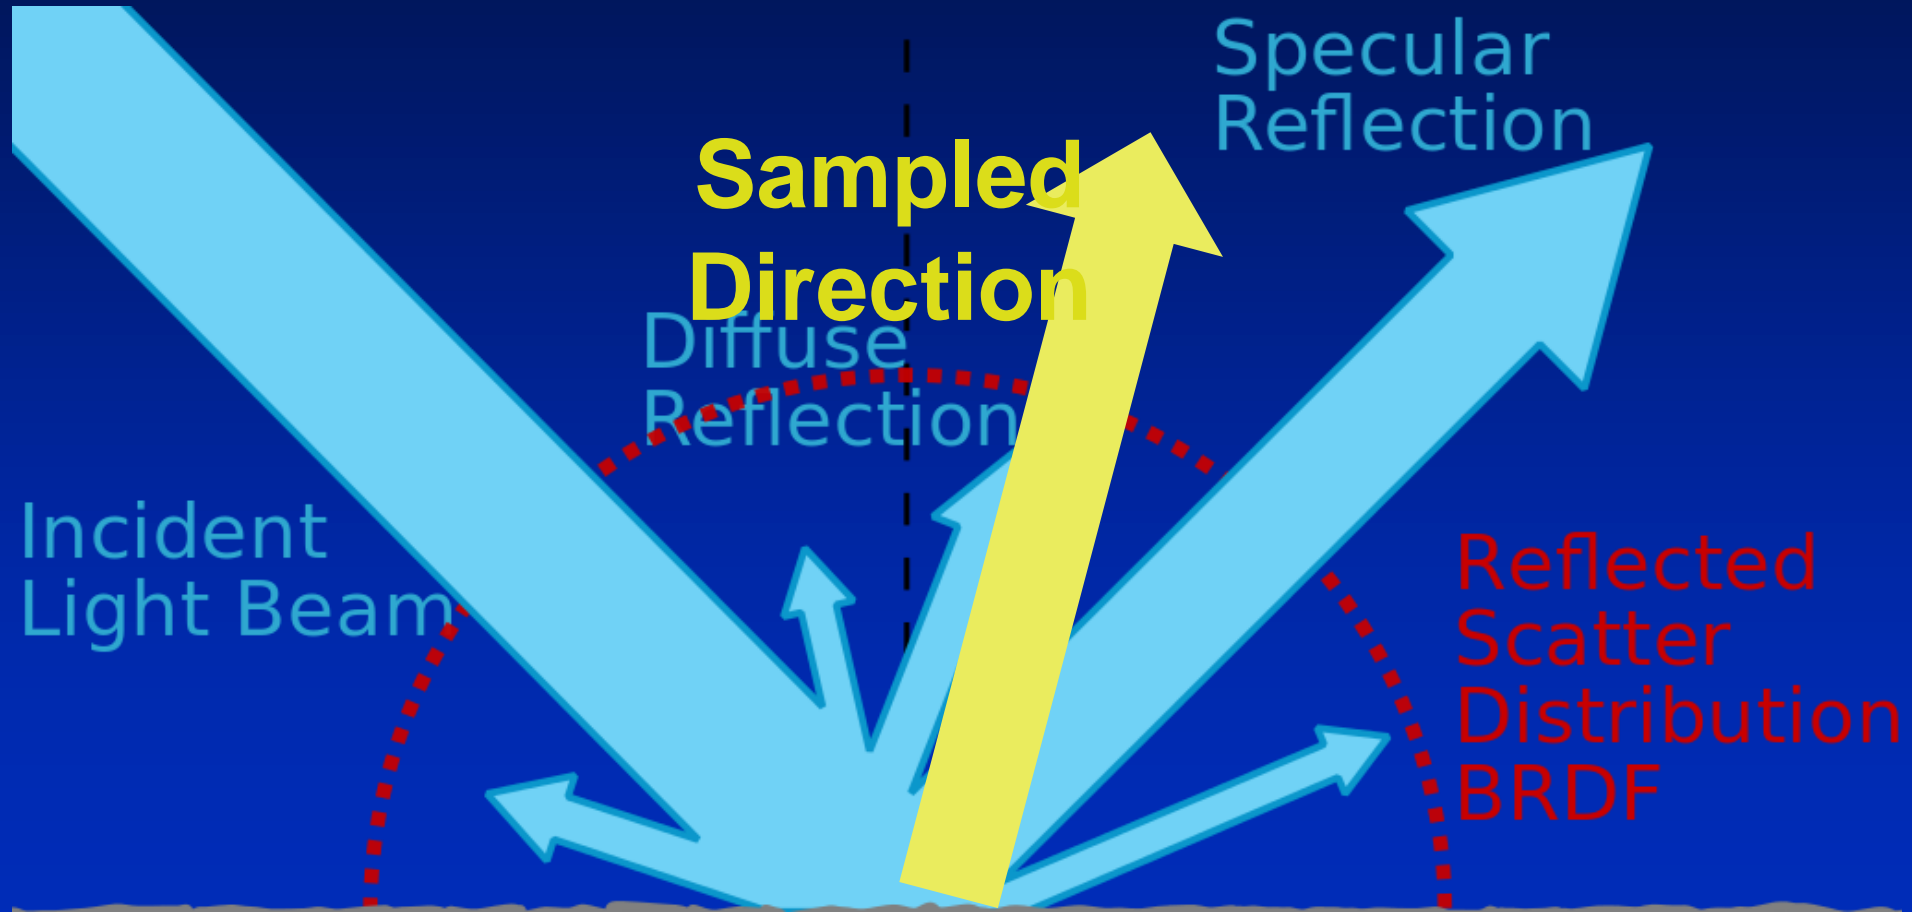 Specular
Reflection
Sampled
Direction
Diffuse
Reflection
Incident
Light Beam
Reflected
Scatter
Distribution
BRDF